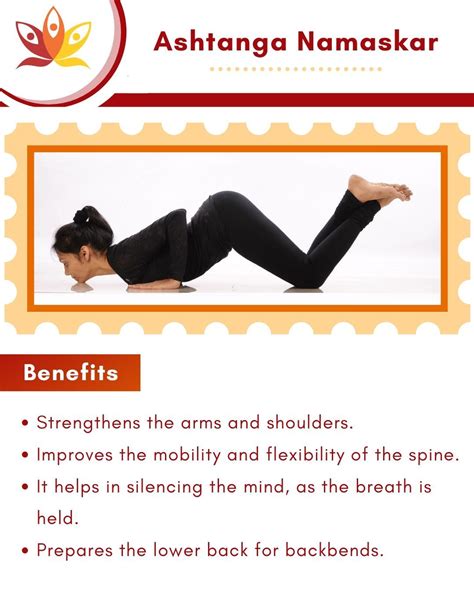 Ashtanga Namaskar
Benefits
• Strengthens the arms and shoulders.
• Improves the mobility and flexibility of the spine.
• It helps in silencing the mind, as the breath is
held.
• Prepares the lower back for backbends.